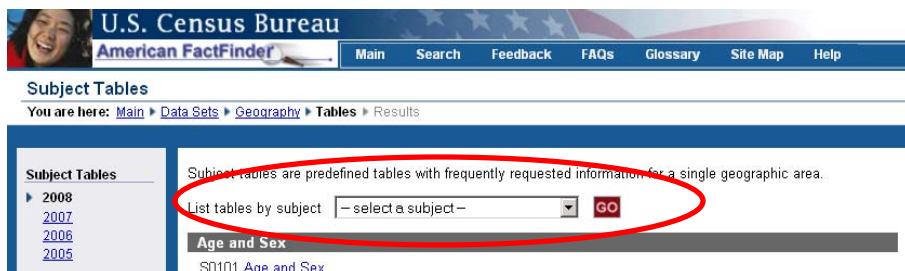 U.S. Census Bureau
American FactFinder
Main Search Feedback FAQs Glossary Site Map Help
Subject Tables
You are here: Main Data Sets Geography Tables Results
Subject Tables
2008
2007
2006
2005
Subject tables are predefined tables with frequently requested information for a single geographic area.
List tables by subject -- select a subject -- GO
Age and Sex
S0101 Age and Sex